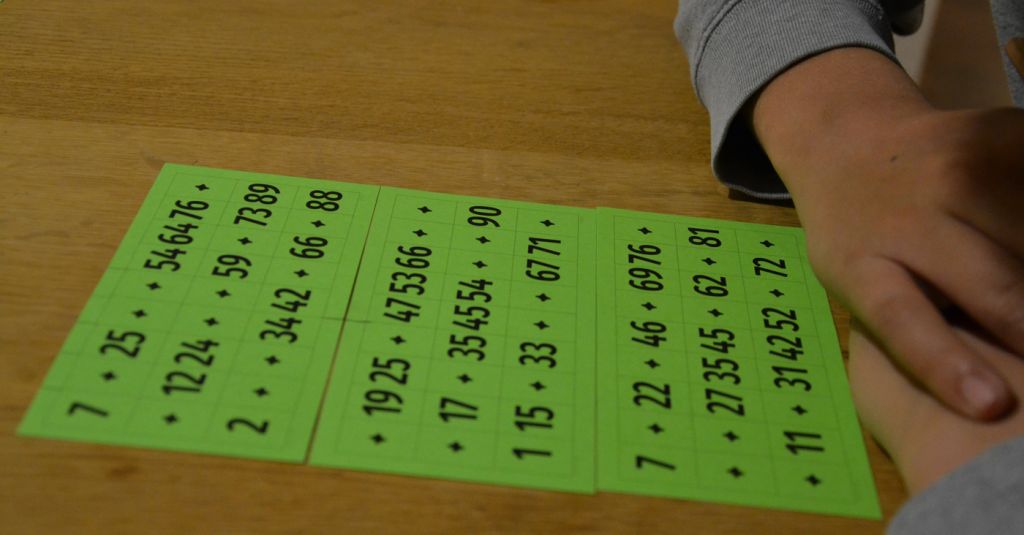 7 ✦ 25 ✦ ✦ 54 64 76 ✦
✦ 12 24 ✦ ✦ 59 ✦ 73 89
2 ✦ ✦ 34 42 ✦ 66 ✦ 88
✦ 19 25 ✦ 47 53 66 ✦ ✦
✦ 17 ✦ 35 45 54 ✦ ✦ 90
1 15 ✦ 33 ✦ ✦ 67 71 ✦
7 ✦ 22 ✦ 46 ✦ 69 76 ✦
✦ ✦ 27 35 45 ✦ 62 ✦ 81
✦ 11 ✦ 31 42 52 ✦ 72 ✦